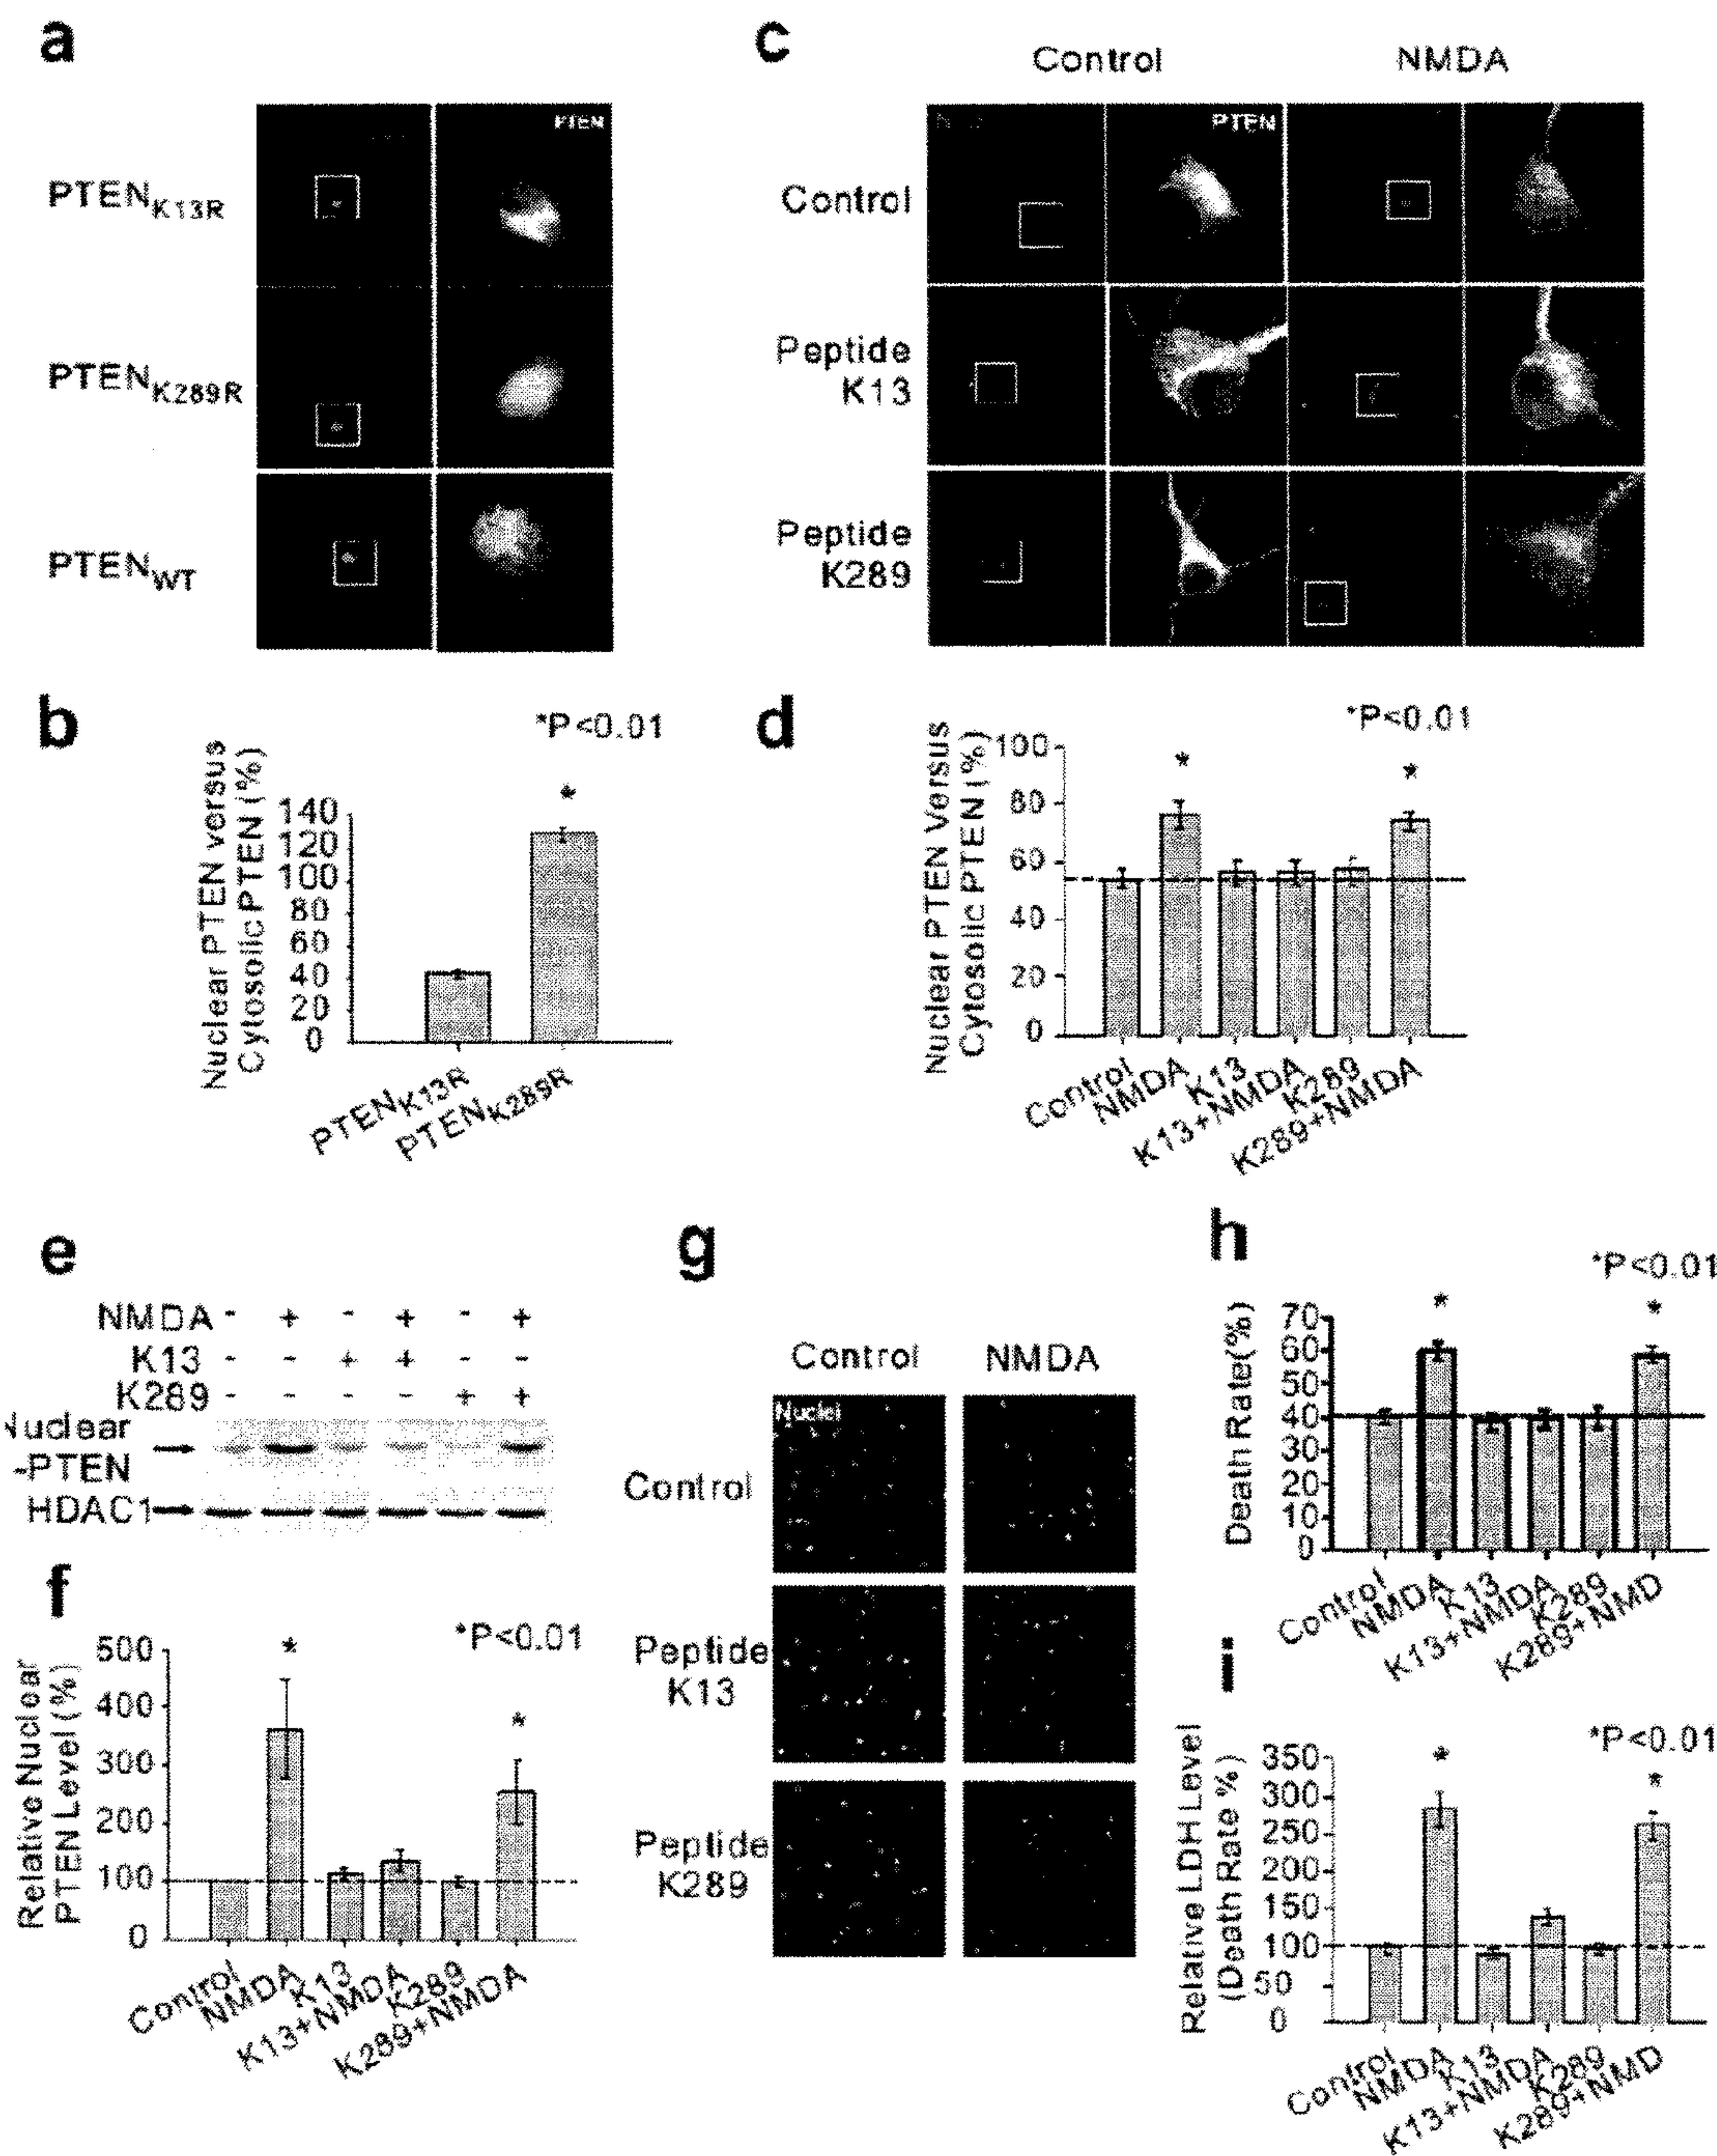 a
PTEN
PTENK13R
PTENK289R
PTENWT
c
Control
NMDA
PTEN
Control
Peptide
K13
Peptide
K289
b
*P<0.01
*
Nuclear PTEN versus
Cytosolic PTEN (%)
140
120
100
80
60
40
20
0
PTENK13R
PTENK289R
d
*P<0.01
*
*
Nuclear PTEN Versus
Cytosolic PTEN (%)
100
80
60
40
20
0
Control
NMDA
K13
K13+NMDA
K289
K289+NMDA
e
NMDA - + - + - +
K13 - - + + - -
K289 - - - - + +
Nuclear
-PTEN
HDAC1
f
*P<0.01
*
*
Relative Nuclear
PTEN Level (%)
500
400
300
200
100
0
Control
NMDA
K13
K13+NMDA
K289
K289+NMDA
g
Control
NMDA
Nuclei
Control
Peptide
K13
Peptide
K289
h
*P<0.01
*
*
Death Rate(%)
70
60
50
40
30
20
10
0
Control
NMDA
K13
K13+NMDA
K289
K289+NMD
i
*P<0.01
*
*
Relative LDH Level
(Death Rate %)
350
300
250
200
150
100
50
0
Control
NMDA
K13
K13+NMDA
K289
K289+NMD